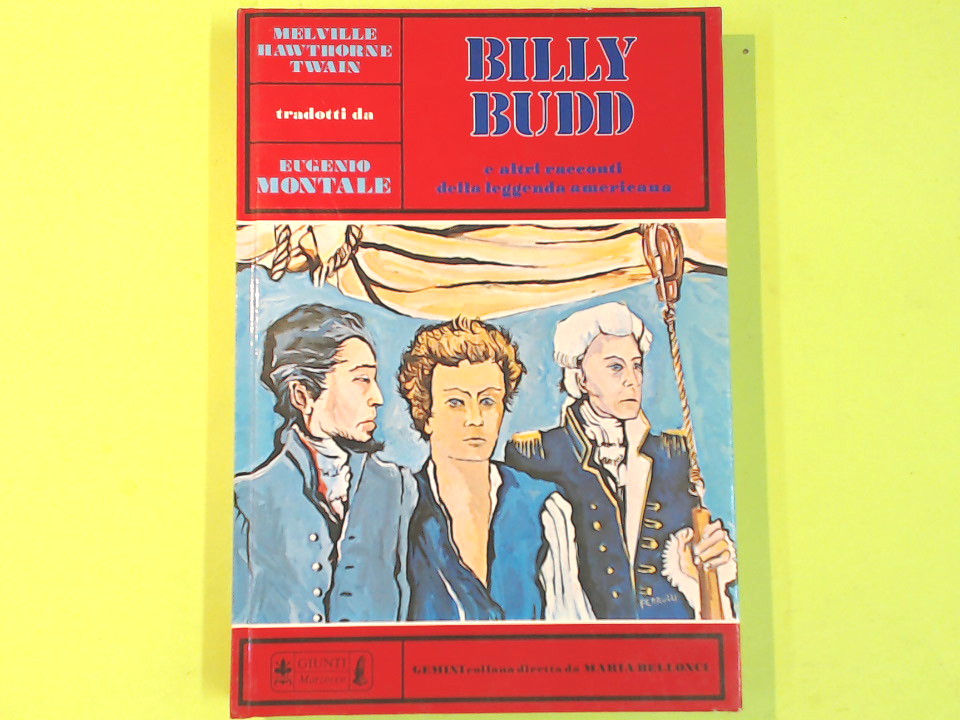 MELVILLE
HAWTHORNE
TWAIN
tradotti da
EUGENIO
MONTALE
BILLY
BUDD
e altri racconti
della leggenda americana
GIUNTI
Marzocco
GEMINI collana diretta da MARIA BELLONCI